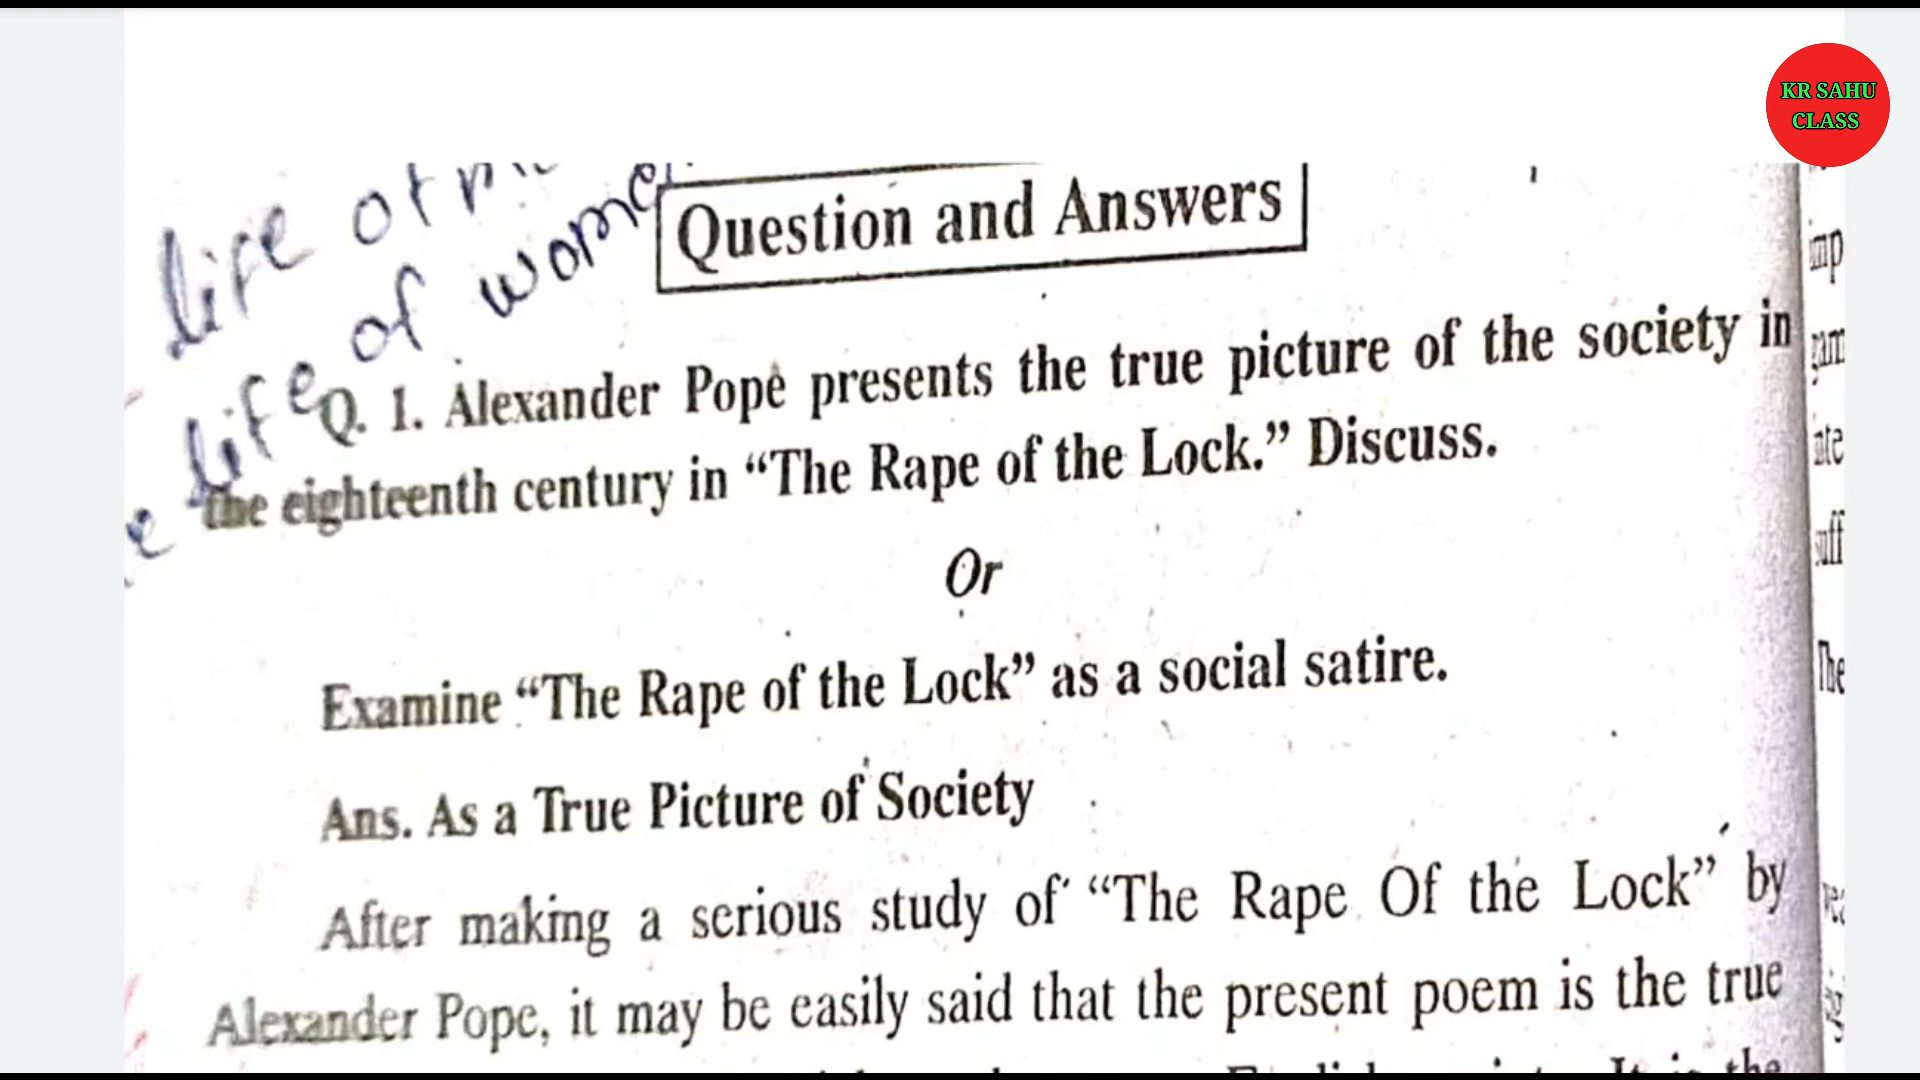 KR SAHU
CLASS
life of
life of women
Question and Answers
Q. 1. Alexander Pope presents the true picture of the society in
the eighteenth century in “The Rape of the Lock.” Discuss.
Or
Examine “The Rape of the Lock” as a social satire.
Ans. As a True Picture of Society
After making a serious study of “The Rape Of the Lock” by
Alexander Pope, it may be easily said that the present poem is the true